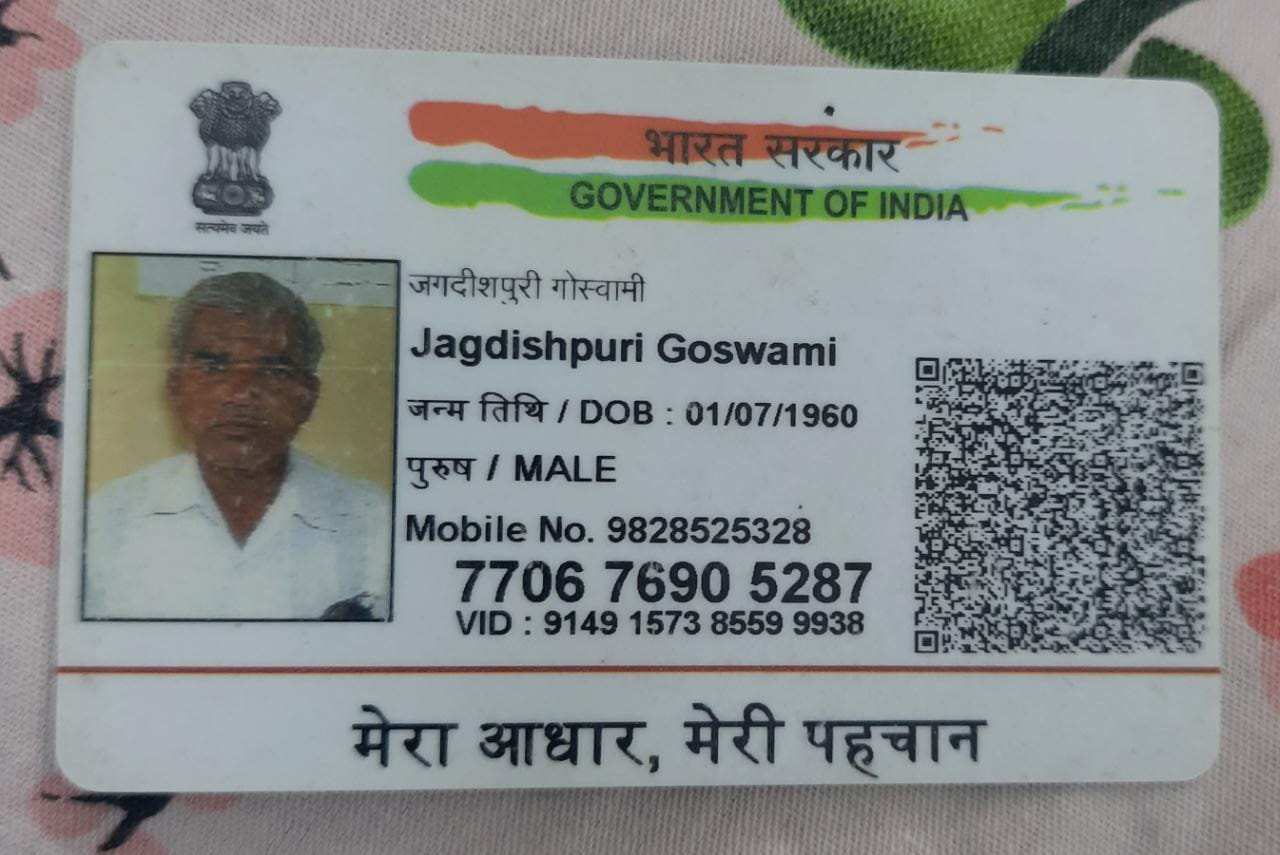 भारत सरकार
GOVERNMENT OF INDIA
सत्यमेव जयते
जगदीशपुरी गोस्वामी
Jagdishpuri Goswami
जन्म तिथि / DOB : 01/07/1960
पुरुष / MALE
Mobile No. 9828525328
7706 7690 5287
VID : 9149 1573 8559 9938
मेरा आधार, मेरी पहचान